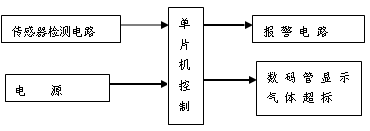 传感器检测电路
电 源
单片机控制
报 警 电 路
数 码 管 显 示
气 体 超 标